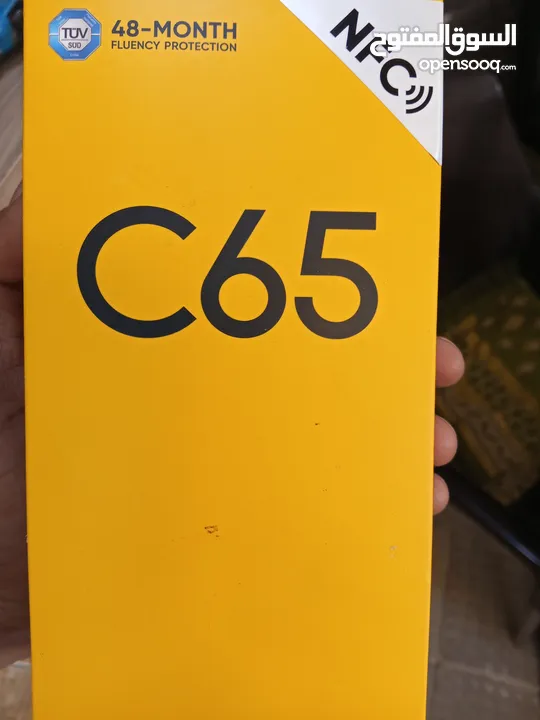 TÜV
SÜD
48-MONTH
FLUENCY PROTECTION
NFC
السوق المفتوح
opensooq.com
C65